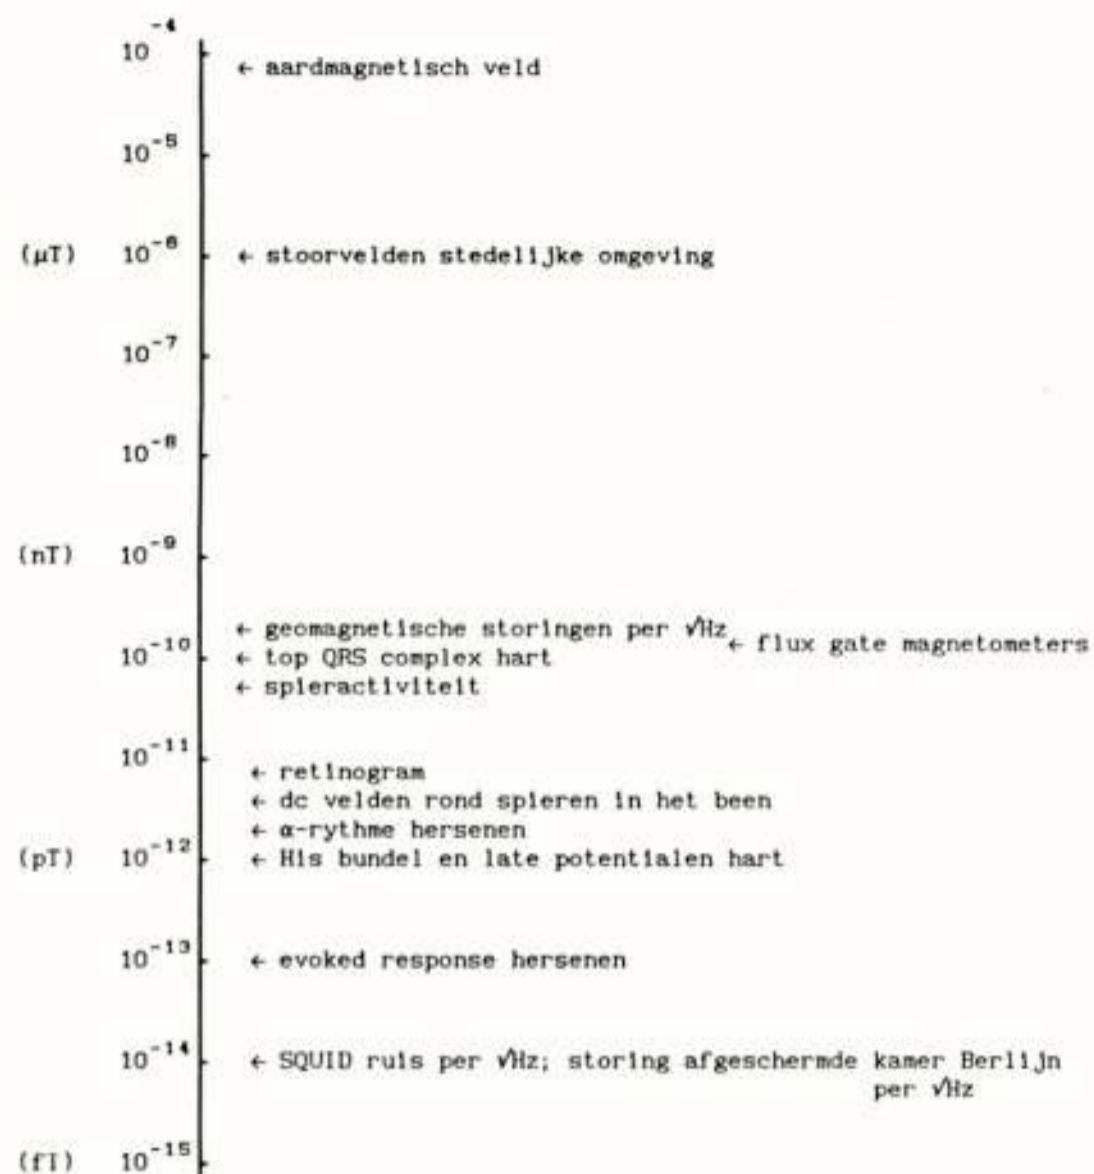 10⁻⁴
← aardmagnetisch veld
10⁻⁵
(μT) 10⁻⁶ ← stoorvelden stedelijke omgeving
10⁻⁷
10⁻⁸
(nT) 10⁻⁹
← geomagnetische storingen per √Hz ← flux gate magnetometers
10⁻¹⁰ ← top QRS complex hart
← spieractiviteit
10⁻¹¹
← retinogram
← dc velden rond spieren in het been
← α-rythme hersenen
(pT) 10⁻¹² ← His bundel en late potentialen hart
10⁻¹³ ← evoked response hersenen
10⁻¹⁴ ← SQUID ruis per √Hz; storing afgeschermde kamer Berlijn
per √Hz
(fT) 10⁻¹⁵